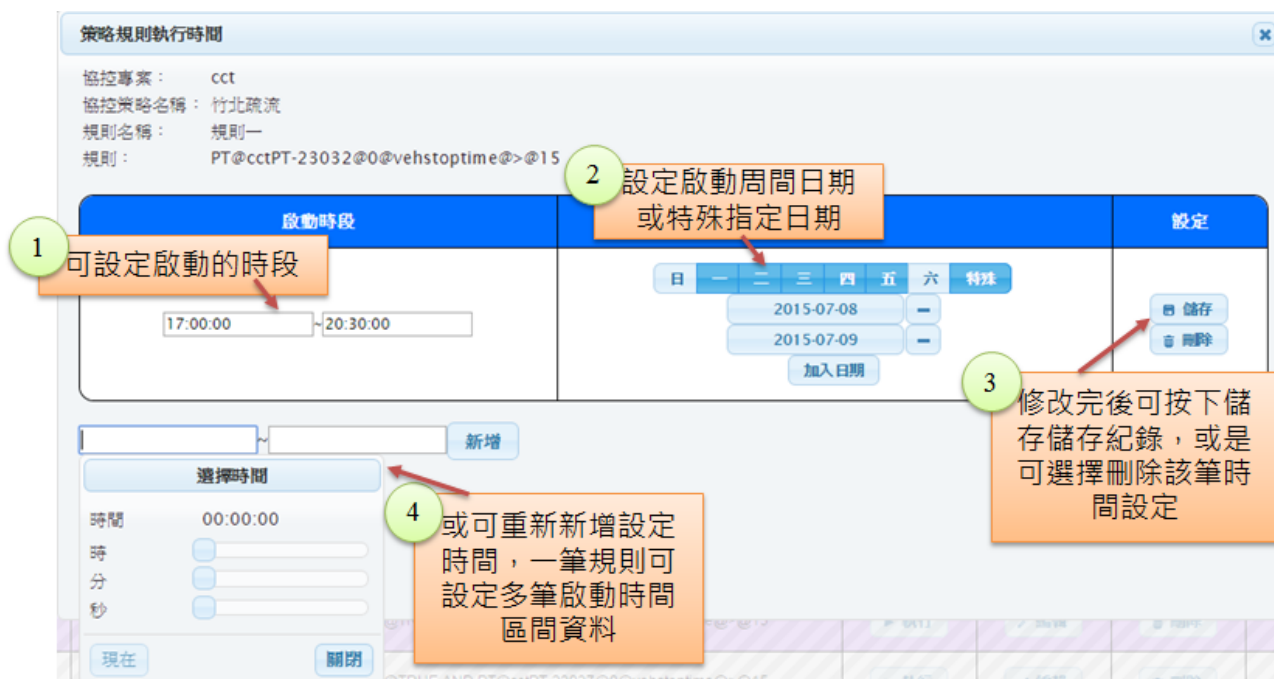 策略規則執行時間
協控專案： cct
協控策略名稱： 竹北疏流
規則名稱： 規則一
規則： PT@cctPT-23032@0@vehstoptime@>@15
2
設定啟動周間日期
或特殊指定日期
啟動時段
設定
1
可設定啟動的時段
日 一 二 三 四 五 六 特殊
17:00:00 ~ 20:30:00
2015-07-08
2015-07-09
加入日期
儲存
刪除
3
修改完後可按下儲
存儲存紀錄，或是
可選擇刪除該筆時
間設定
~ 新增
選擇時間
時間 00:00:00
時
分
秒
現在 關閉
4
或可重新新增設定
時間，一筆規則可
設定多筆啟動時間
區間資料